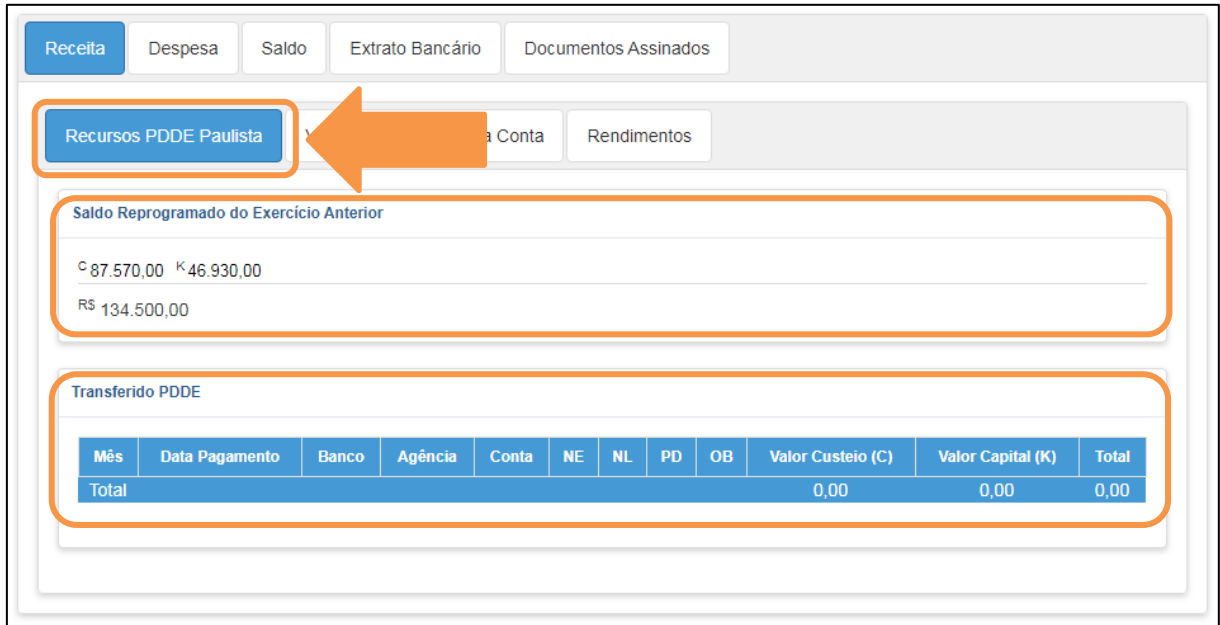 Receita Despesa Saldo Extrato Bancário Documentos Assinados
Recursos PDDE Paulista Conta Rendimentos
Saldo Reprogramado do Exercício Anterior
C 87.570,00 K 46.930,00
R$ 134.500,00
Transferido PDDE
Mês Data Pagamento Banco Agência Conta NE NL PD OB Valor Custeio (C) Valor Capital (K) Total
Total 0,00 0,00 0,00